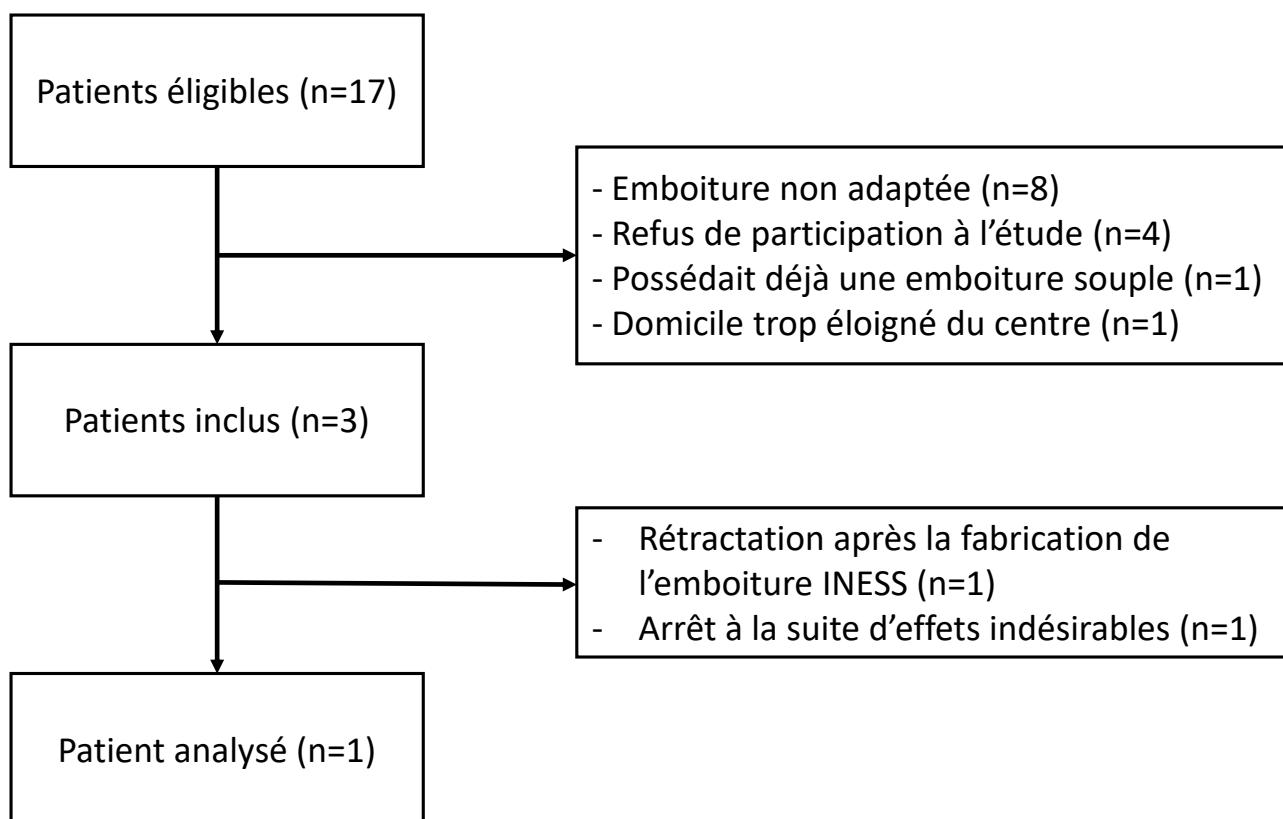 Patients éligibles (n=17)
- Emboiture non adaptée (n=8)
- Refus de participation à l’étude (n=4)
- Possédait déjà une emboiture souple (n=1)
- Domicile trop éloigné du centre (n=1)
Patients inclus (n=3)
- Rétractation après la fabrication de
l’emboiture INESS (n=1)
- Arrêt à la suite d’effets indésirables (n=1)
Patient analysé (n=1)